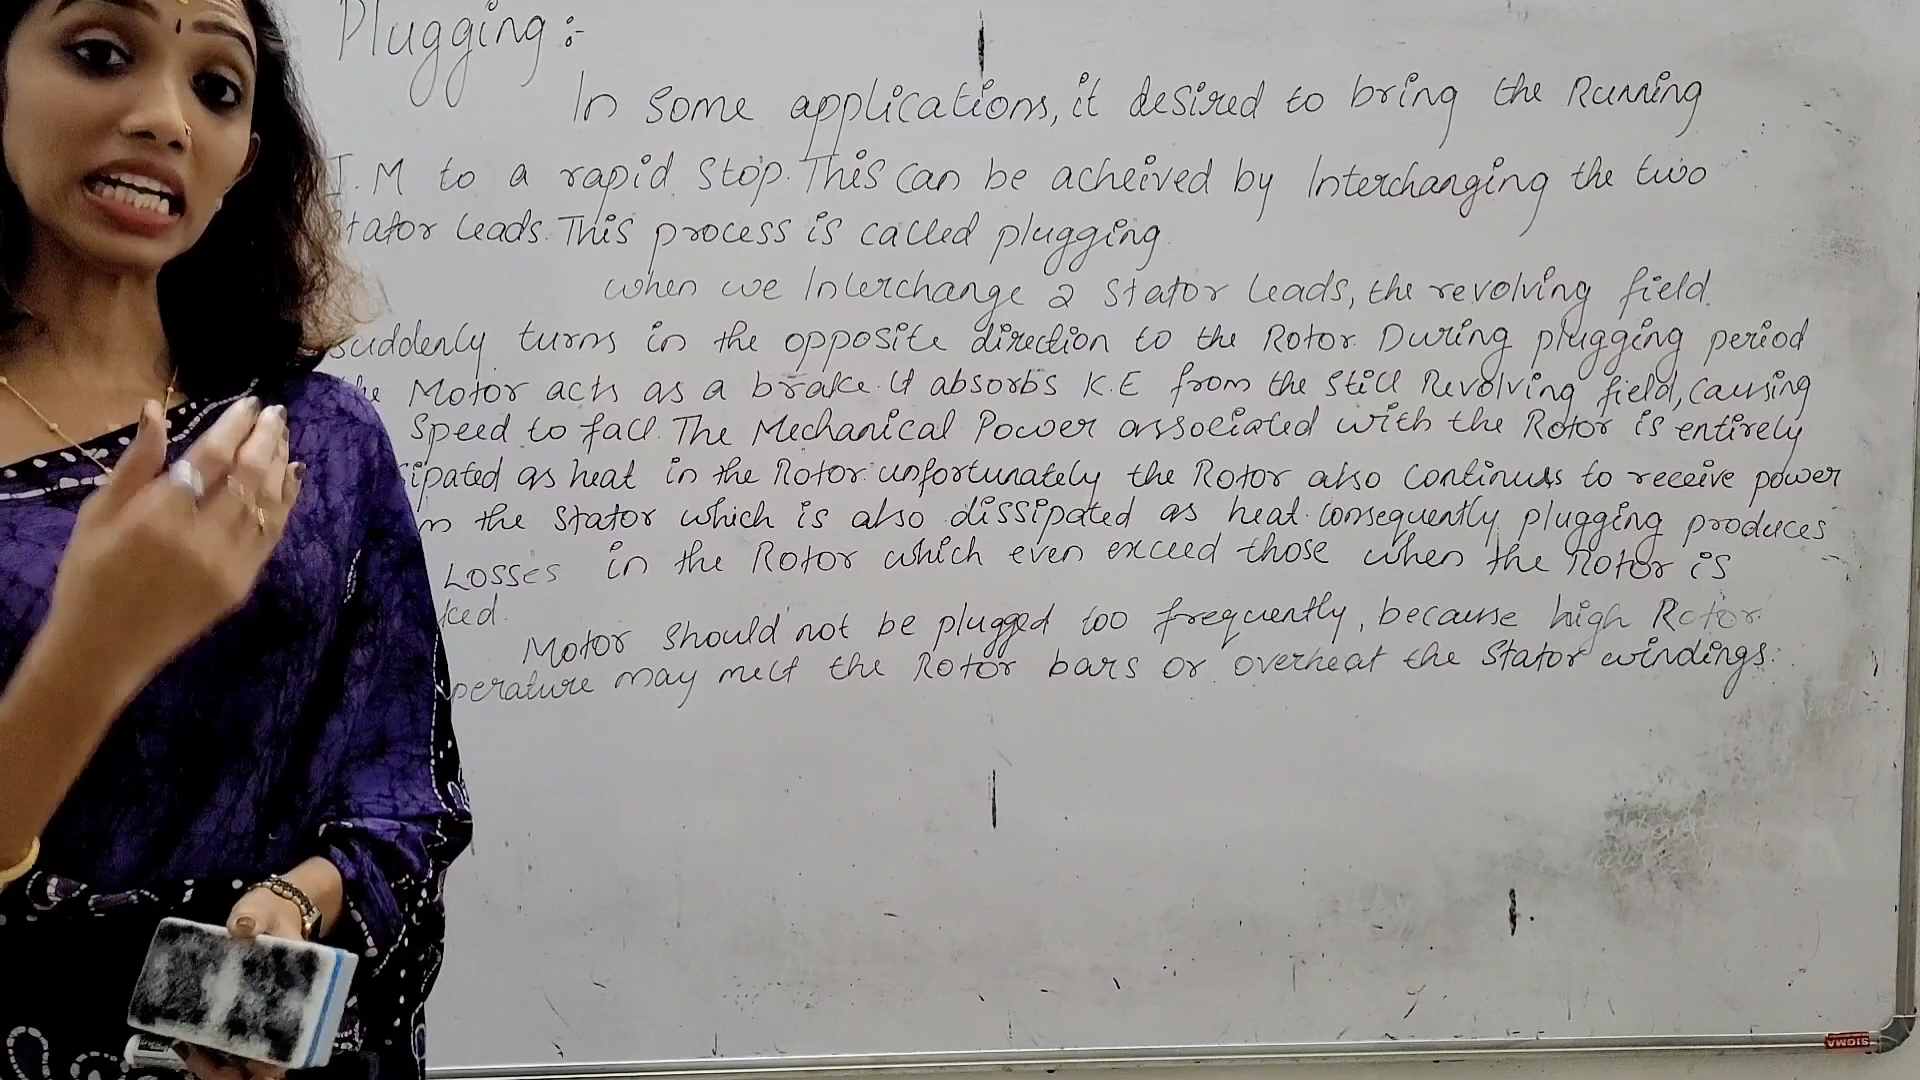 Plugging :-
In some applications, it desired to bring the Running
I.M to a rapid stop. This can be acheived by Interchanging the two
Stator leads. This process is called plugging.
when we Interchange 2 stator leads, the revolving field.
suddenly turns in the opposite direction to the Rotor. During plugging period
Motor acts as a brake. It absorbs K.E from the still Revolving field, causing
Speed to fall. The Mechanical Power associated with the Rotor is entirely
sipated as heat in the Rotor. unfortunately the Rotor also continues to receive power
the stator which is also dissipated as heat. consequently plugging produces
Losses in the Rotor which even exceed those when the Rotor is
ked.
Motor should not be plugged too frequently, because high Rotor
perature may melt the Rotor bars or overheat the stator windings.
SIGMA